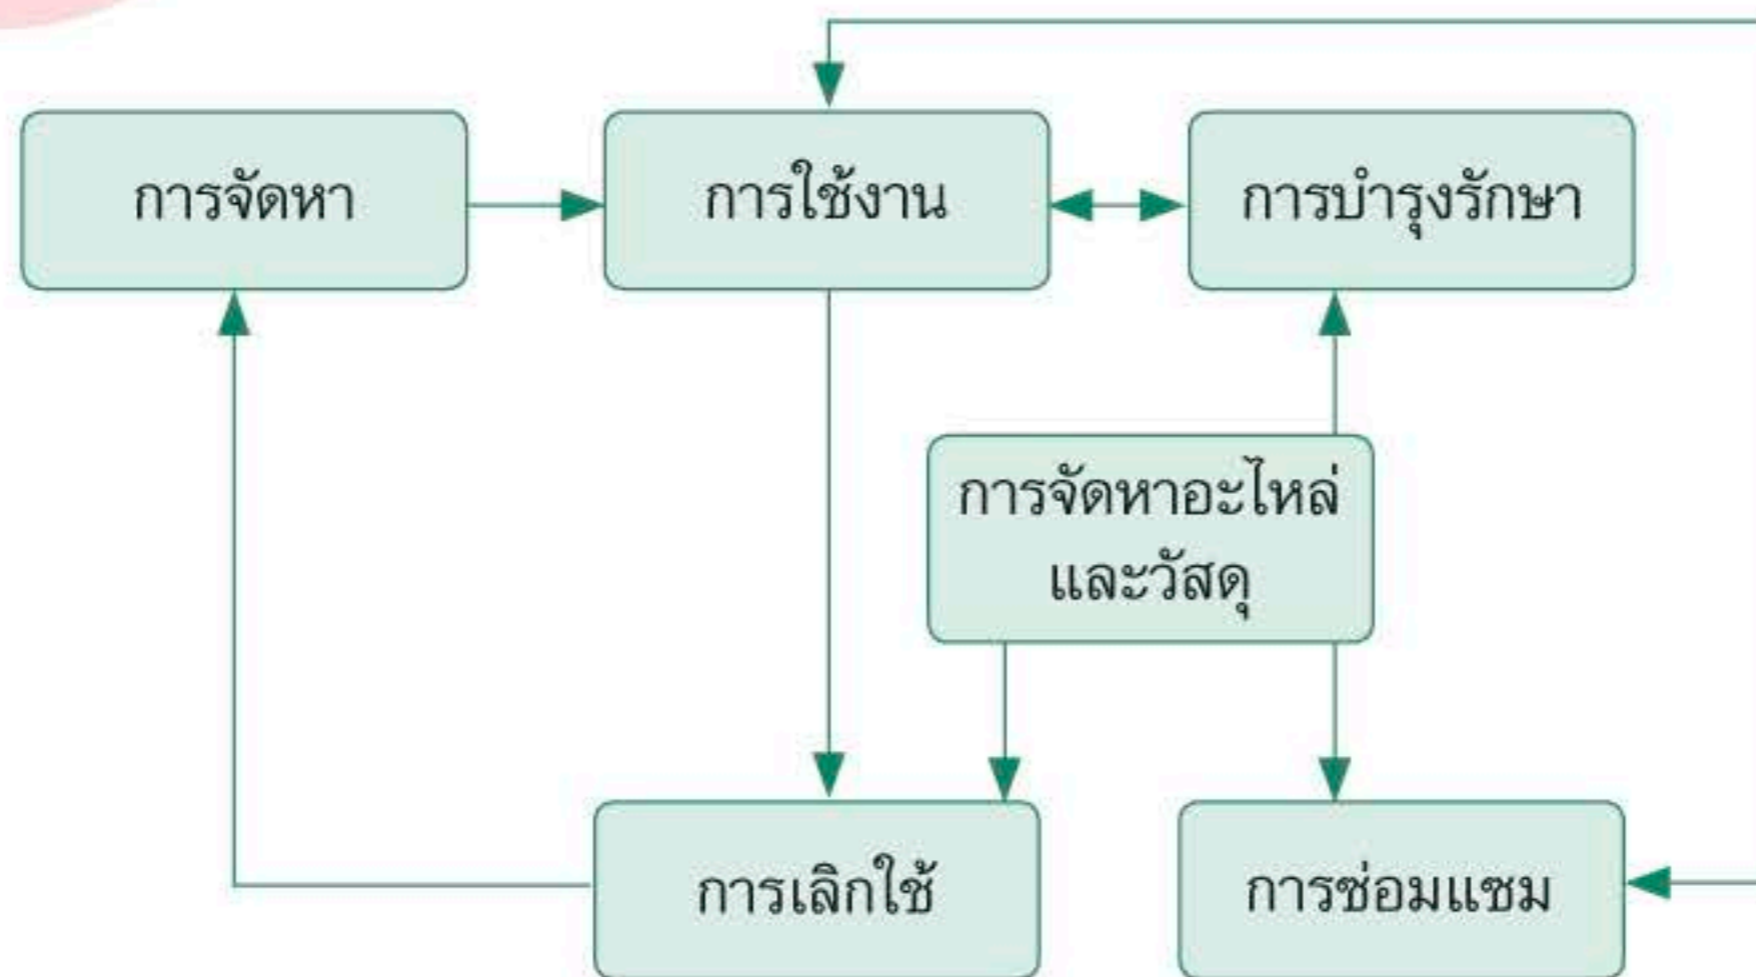 การจัดหา
การใช้งาน
การบำรุงรักษา
การจัดหาอะไหล่
และวัสดุ
การเลิกใช้
การซ่อมแซม